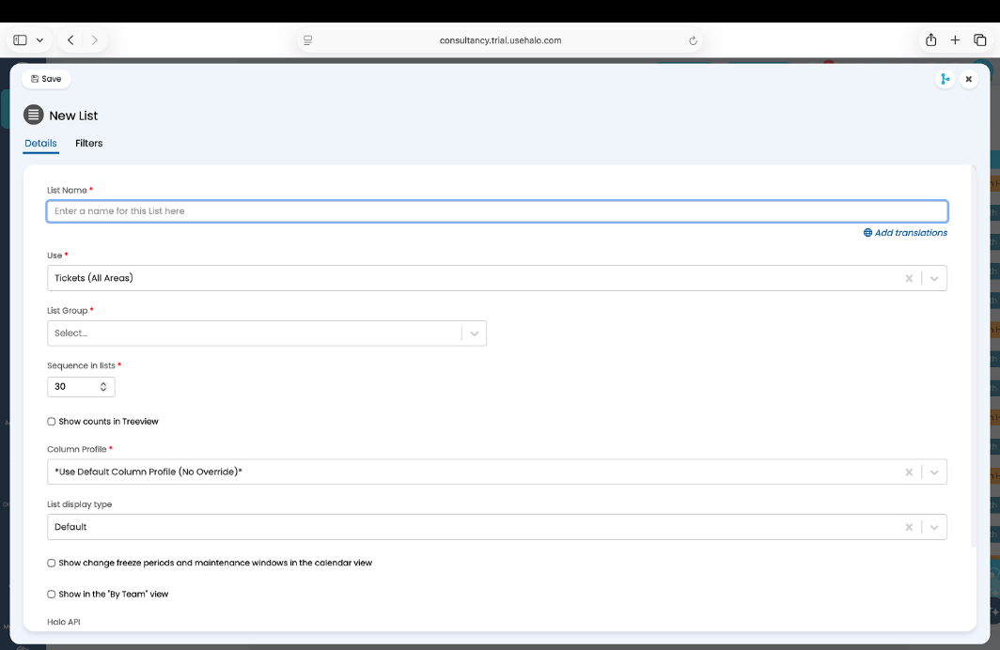 consultancy.trial.usehalo.com
Save
New List
Details Filters
List Name *
Enter a name for this List here
Add translations
Use *
Tickets (All Areas)
List Group *
Select...
Sequence in lists *
30
Show counts in Treeview
Column Profile *
*Use Default Column Profile (No Override)*
List display type
Default
Show change freeze periods and maintenance windows in the calendar view
Show in the "By Team" view
Halo API